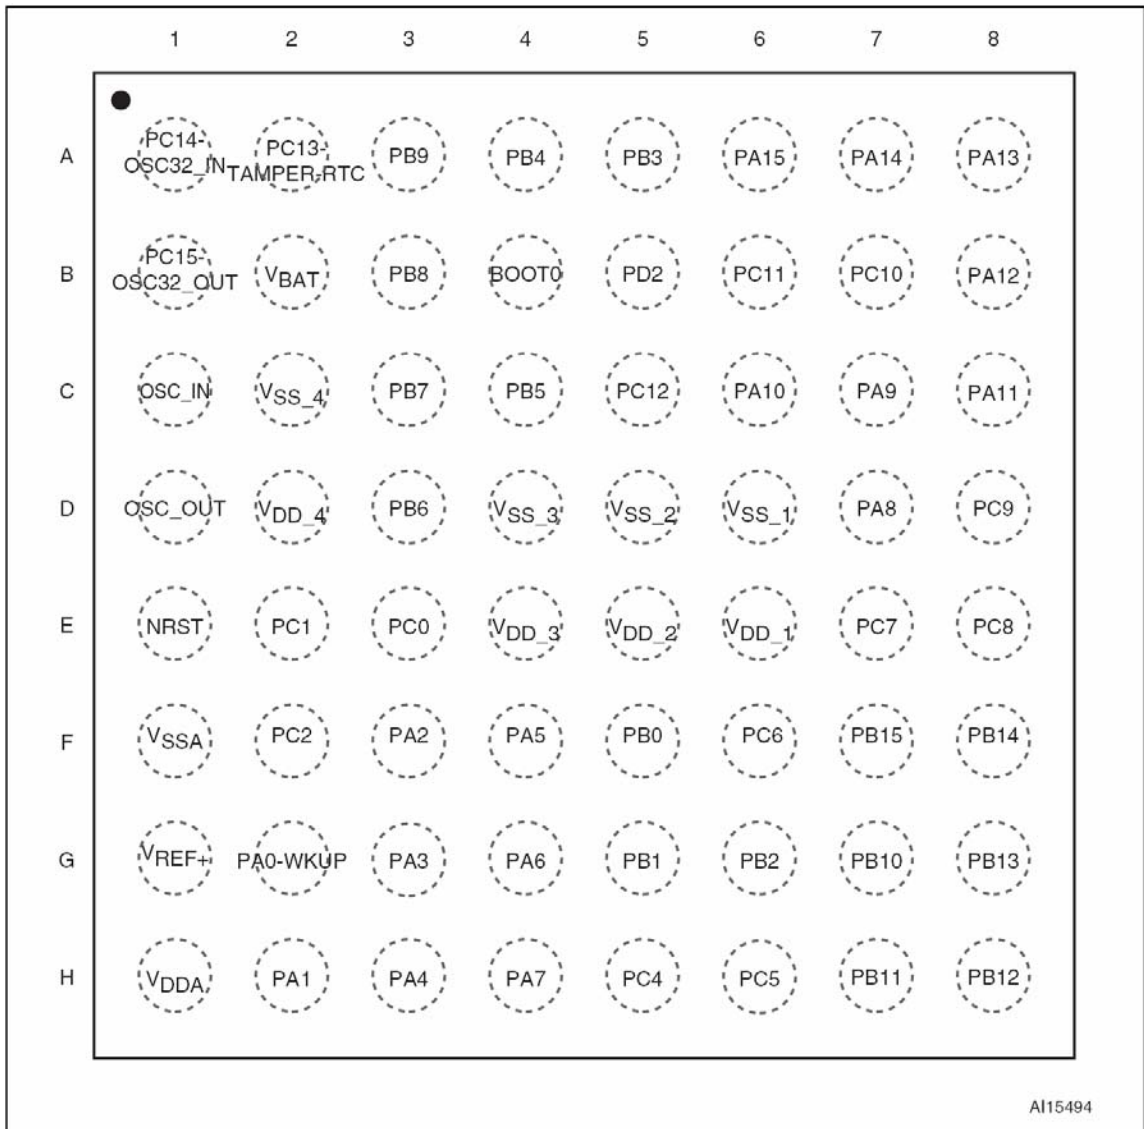 1 2 3 4 5 6 7 8
A PC14-OSC32_IN PC13-TAMPER-RTC PB9 PB4 PB3 PA15 PA14 PA13
B PC15-OSC32_OUT VBAT PB8 BOOT0 PD2 PC11 PC10 PA12
C OSC_IN VSS_4 PB7 PB5 PC12 PA10 PA9 PA11
D OSC_OUT VDD_4 PB6 VSS_3 VSS_2 VSS_1 PA8 PC9
E NRST PC1 PC0 VDD_3 VDD_2 VDD_1 PC7 PC8
F VSSA PC2 PA2 PA5 PB0 PC6 PB15 PB14
G VREF+ PA0-WKUP PA3 PA6 PB1 PB2 PB10 PB13
H VDDA PA1 PA4 PA7 PC4 PC5 PB11 PB12
AI15494